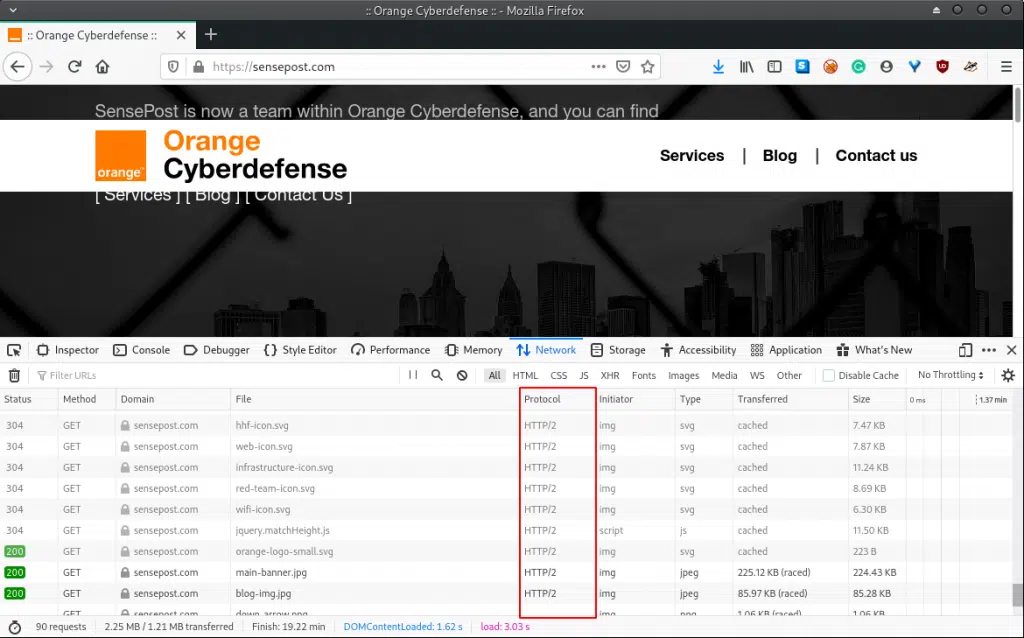 :: Orange Cyberdefense :: - Mozilla Firefox
:: Orange Cyberdefense ::
https://sensepost.com
SensePost is now a team within Orange Cyberdefense, and you can find
orange™
Orange
Cyberdefense
Services | Blog | Contact us
[ Services ] [ Blog ] [ Contact Us ]
Inspector Console Debugger Style Editor Performance Memory Network Storage Accessibility Application What's New
Filter URLs All HTML CSS JS XHR Fonts Images Media WS Other Disable Cache No Throttling
Status Method Domain File Protocol Initiator Type Transferred Size 0 ms 1.37 min
304 GET sensepost.com hhf-icon.svg HTTP/2 img svg cached 7.47 KB
304 GET sensepost.com web-icon.svg HTTP/2 img svg cached 7.87 KB
304 GET sensepost.com infrastructure-icon.svg HTTP/2 img svg cached 11.24 KB
304 GET sensepost.com red-team-icon.svg HTTP/2 img svg cached 8.69 KB
304 GET sensepost.com wifi-icon.svg HTTP/2 img svg cached 6.30 KB
304 GET sensepost.com jquery.matchHeight.js HTTP/2 script js cached 11.50 KB
200 GET sensepost.com orange-logo-small.svg HTTP/2 img svg cached 223 B
200 GET sensepost.com main-banner.jpg HTTP/2 img jpeg 225.12 KB (raced) 224.43 KB
200 GET sensepost.com blog-img.jpg HTTP/2 img jpeg 85.97 KB (raced) 85.28 KB
GET sensepost.com down_arrow.png HTTP/2 img png 1.06 KB (raced) 1.06 KB
90 requests 2.25 MB / 1.21 MB transferred Finish: 19.22 min DOMContentLoaded: 1.62 s load: 3.03 s